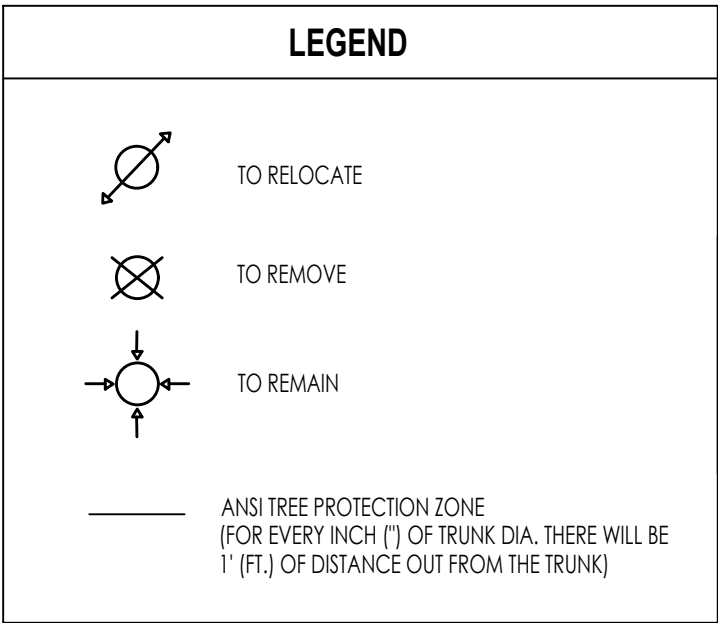 LEGEND
TO RELOCATE
TO REMOVE
TO REMAIN
ANSI TREE PROTECTION ZONE
(FOR EVERY INCH (") OF TRUNK DIA. THERE WILL BE
1' (FT.) OF DISTANCE OUT FROM THE TRUNK)